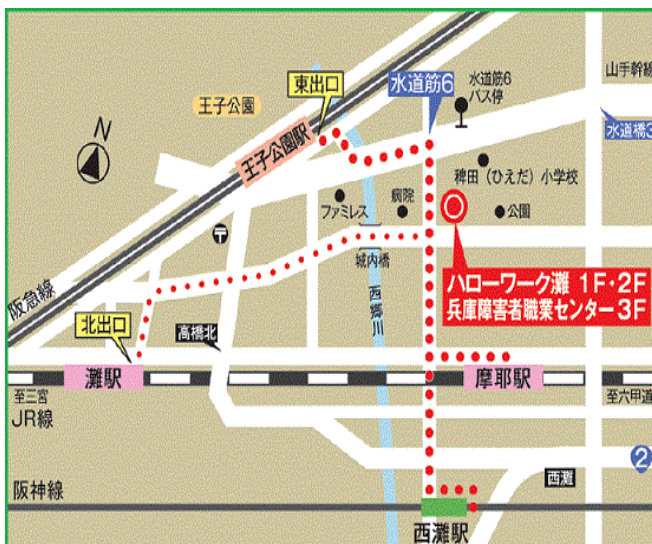 水道筋6
水道筋6
バス停
山手幹線
東出口
王子公園
N
水道橋3
王子公園駅
稗田（ひえだ）小学校
ファミレス
病院
公園
〒
城内橋
ハローワーク灘 1F・2F
兵庫障害者職業センター 3F
西郷川
阪急線
北出口
高橋北
灘駅
摩耶駅
至三宮
至六甲道
JR線
2
西灘
阪神線
西灘駅